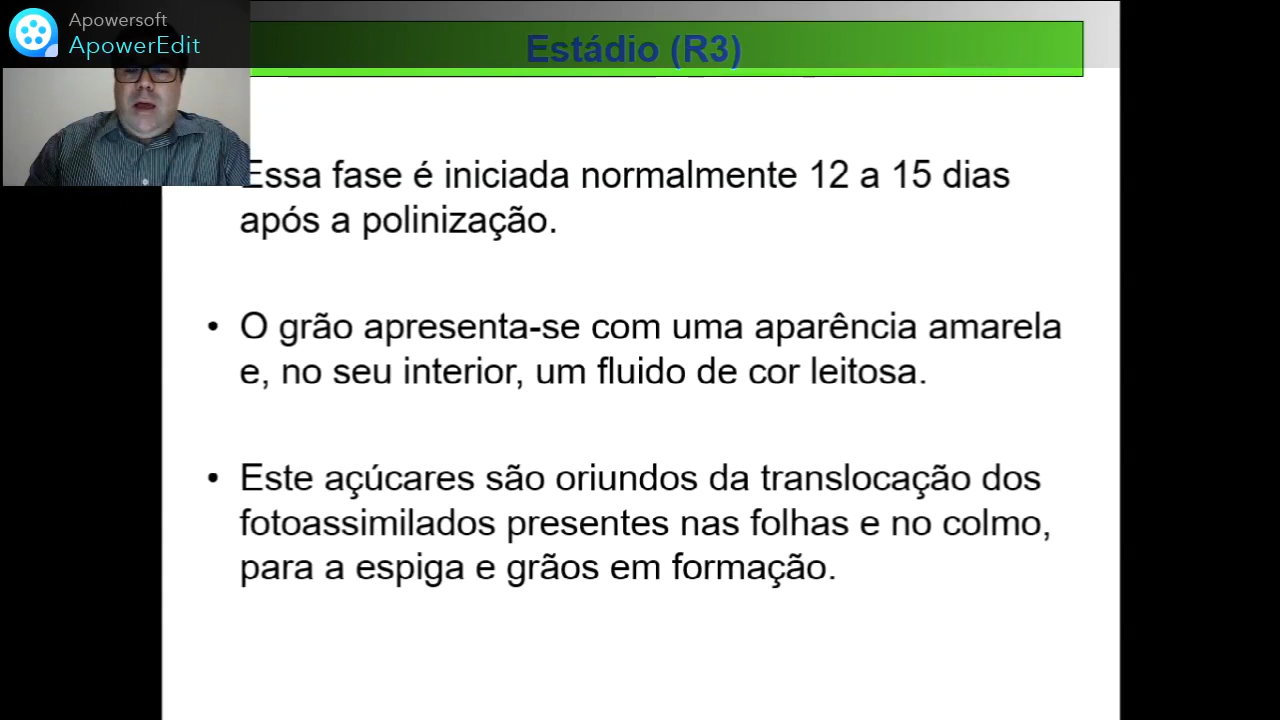 Apowersoft
ApowerEdit
Estádio (R3)
Essa fase é iniciada normalmente 12 a 15 dias
após a polinização.
• O grão apresenta-se com uma aparência amarela
e, no seu interior, um fluido de cor leitosa.
• Este açúcares são oriundos da translocação dos
fotoassimilados presentes nas folhas e no colmo,
para a espiga e grãos em formação.